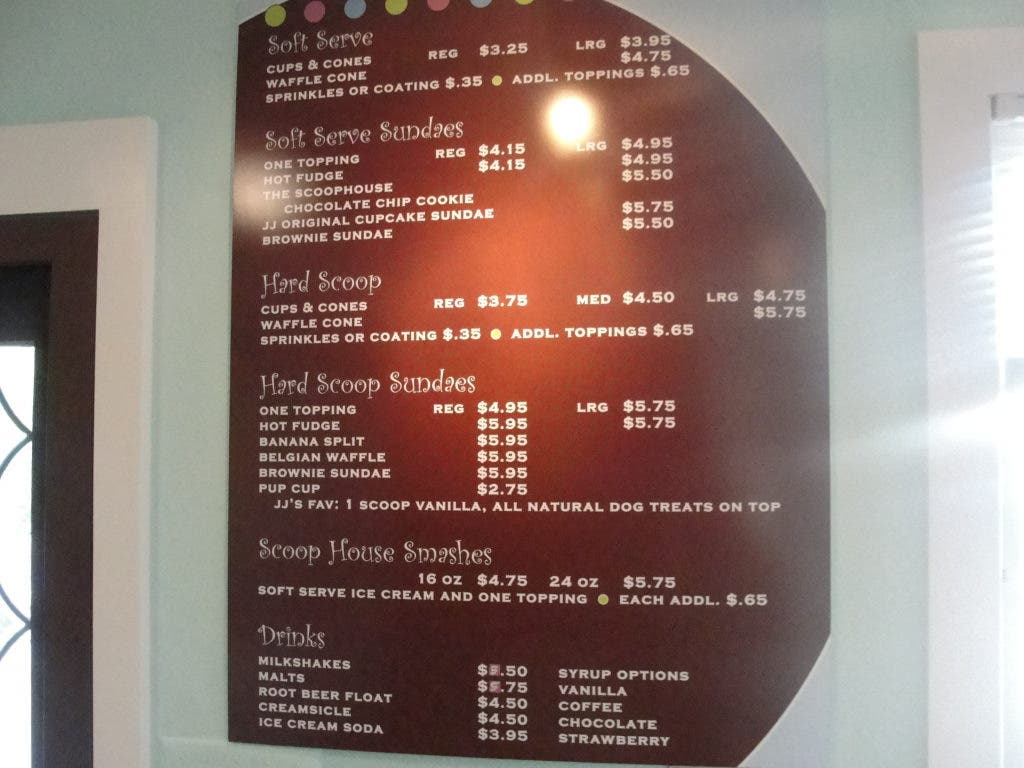 Soft Serve
CUPS & CONES REG $3.25 LRG $3.95
WAFFLE CONE $4.75
SPRINKLES OR COATING $.35 ADDL. TOPPINGS $.65
Soft Serve Sundaes
ONE TOPPING REG $4.15 LRG $4.95
HOT FUDGE $4.15 $4.95
THE SCOOPHOUSE $5.50
CHOCOLATE CHIP COOKIE
JJ ORIGINAL CUPCAKE SUNDAE $5.75
BROWNIE SUNDAE $5.50
Hard Scoop
CUPS & CONES REG $3.75 MED $4.50 LRG $4.75
WAFFLE CONE $5.75
SPRINKLES OR COATING $.35 ADDL. TOPPINGS $.65
Hard Scoop Sundaes
ONE TOPPING REG $4.95 LRG $5.75
HOT FUDGE $5.95 $5.75
BANANA SPLIT $5.95
BELGIAN WAFFLE $5.95
BROWNIE SUNDAE $5.95
PUP CUP $2.75
JJ'S FAV: 1 SCOOP VANILLA, ALL NATURAL DOG TREATS ON TOP
Scoop House Smashes
16 OZ $4.75 24 OZ $5.75
SOFT SERVE ICE CREAM AND ONE TOPPING EACH ADDL. $.65
Drinks
MILKSHAKES $ .50 SYRUP OPTIONS
MALTS $ .75 VANILLA
ROOT BEER FLOAT $4.50 COFFEE
CREAMSICLE $4.50 CHOCOLATE
ICE CREAM SODA $3.95 STRAWBERRY